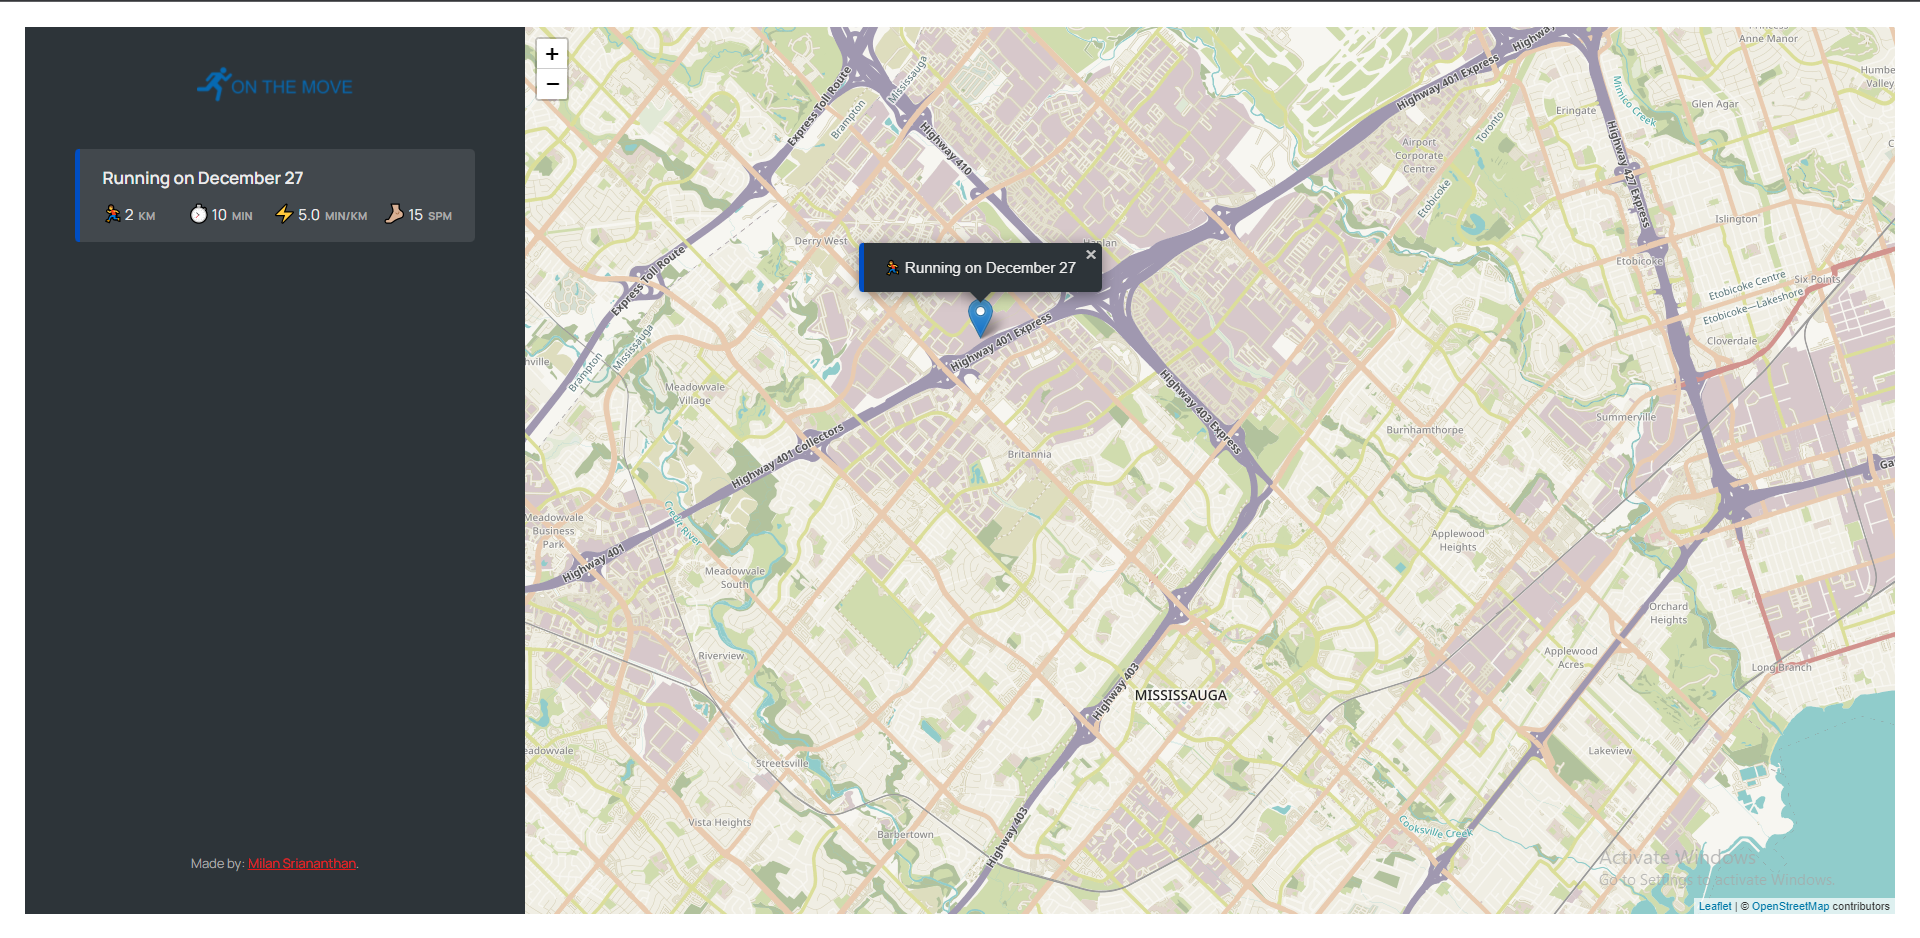 ON THE MOVE
Running on December 27
2 KM
10 MIN
5.0 MIN/KM
15 SPM
Made by: Milan Sriananthan.
+
−
Express Toll Route
Brampton
Mississauga
Highway 410
Highway 401 Express
Highway 401 Express
Anne Manor
Humbe
Valley
Mimico Creek
Glen Agar
Eringate
Toronto
Etobicoke
Airport
Corporate
Centre
Highway 427 Express
Islington
Etobicoke
Six Points
Etobicoke Centre
Etobicoke—Lakeshore
Cloverdale
Derry West
Express Toll Route
Running on December 27
×
Highway 401 Express
nville
Brampton
Mississauga
Meadowvale
Village
Highway 403 Express
Summerville
Burnhamthorpe
Highway 401 Collectors
Britannia
Ga
Credit River
Meadowvale
Business
Park
Highway 401
Applewood
Heights
Meadowvale
South
Orchard
Heights
Riverview
Applewood
Acres
Long Branch
Highway 403
MISSISSAUGA
eadowvale
Streetsville
Lakeview
Vista Heights
Barbertown
Highway 403
Cooksville Creek
Activate Windows
Go to Settings to activate Windows.
Leaflet | © OpenStreetMap contributors